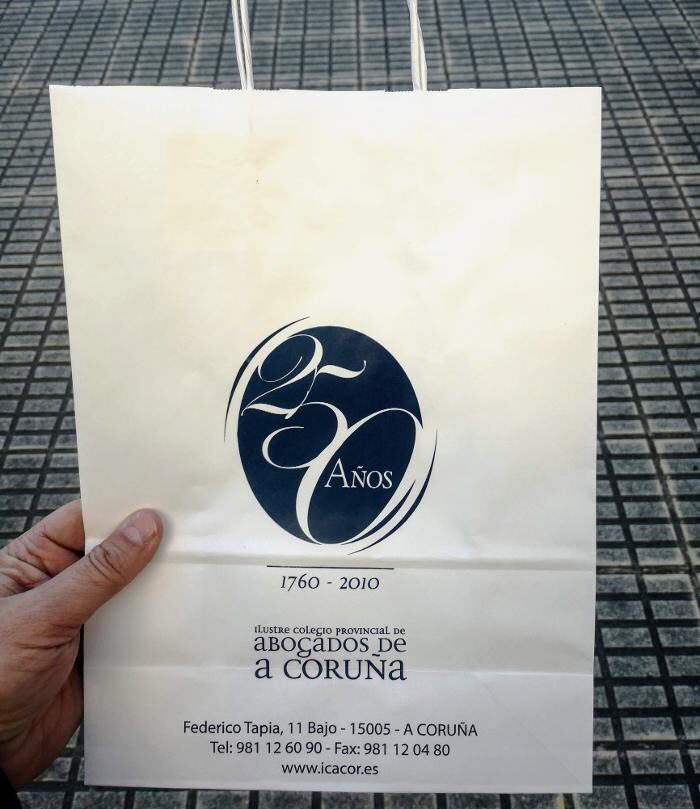 250
AÑOS
1760 - 2010
ILUSTRE COLEGIO PROVINCIAL DE
ABOGADOS DE
A CORUÑA
Federico Tapia, 11 Bajo - 15005 - A CORUÑA
Tel: 981 12 60 90 - Fax: 981 12 04 80
www.icacor.es